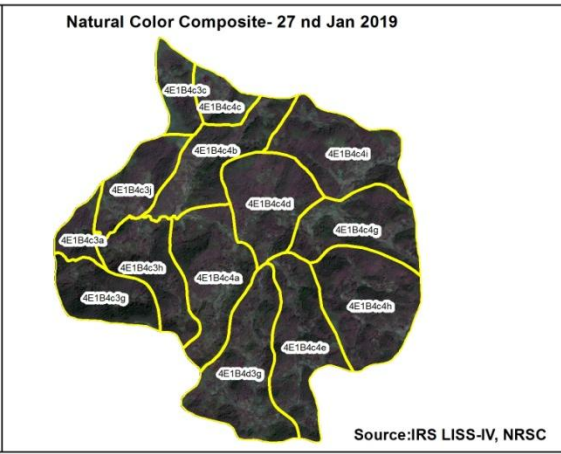 Natural Color Composite- 27 nd Jan 2019
4E1B4c3c
4E1B4c4c
4E1B4c4b
4E1B4c4i
4E1B4c3j
4E1B4c4d
4E1B4c4g
4E1B4c3a
4E1B4c3h
4E1B4c4a
4E1B4c3g
4E1B4c4h
4E1B4c4e
4E1B4d3g
Source:IRS LISS-IV, NRSC